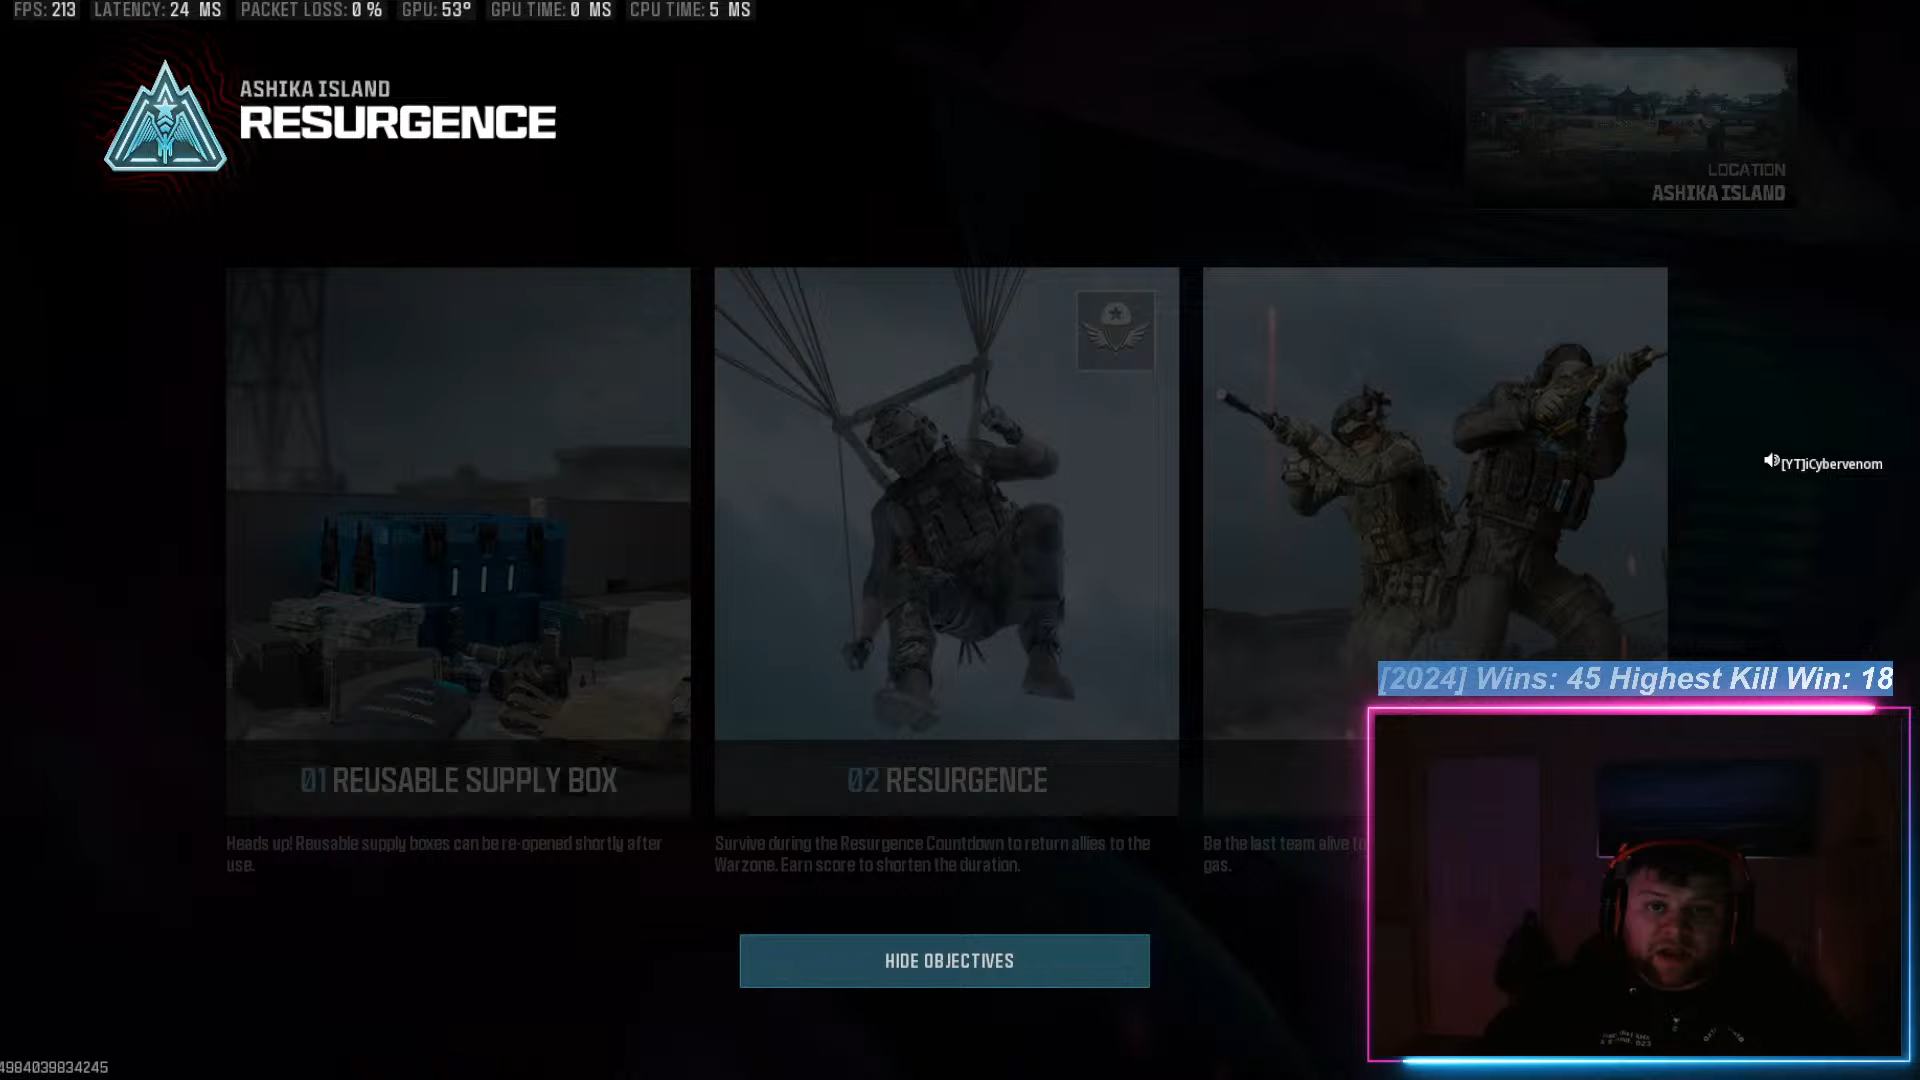 FPS: 213 LATENCY: 24 MS PACKET LOSS: 0 % GPU: 53° GPU TIME: 0 MS CPU TIME: 5 MS
ASHIKA ISLAND
RESURGENCE
LOCATION
ASHIKA ISLAND
[YT]iCybervenom
[2024] Wins: 45 Highest Kill Win: 18
01 REUSABLE SUPPLY BOX
Heads up! Reusable supply boxes can be re-opened shortly after
use.
02 RESURGENCE
Survive during the Resurgence Countdown to return allies to the
Warzone. Earn score to shorten the duration.
Be the last team alive to
gas.
HIDE OBJECTIVES
4984039834245